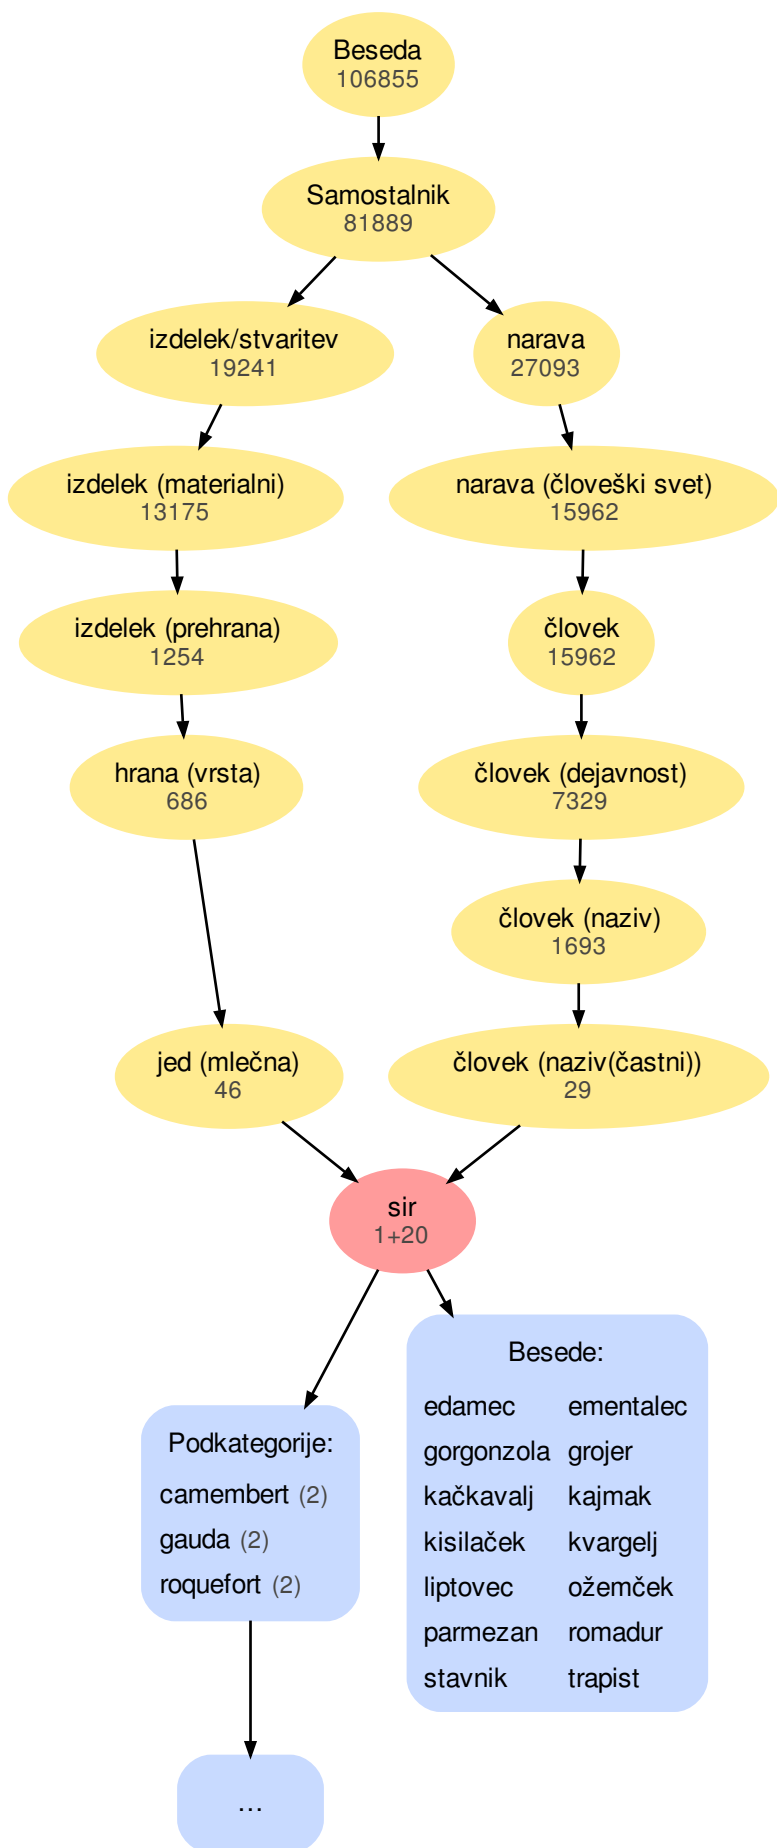 Beseda
106855
Samostalnik
81889
izdelek/stvaritev
19241
narava
27093
izdelek (materialni)
13175
narava (človeški svet)
15962
izdelek (prehrana)
1254
človek
15962
hrana (vrsta)
686
človek (dejavnost)
7329
človek (naziv)
1693
jed (mlečna)
46
človek (naziv(častni))
29
sir
1+20
Podkategorije:
camembert (2)
gauda (2)
roquefort (2)
...
Besede:
edamec ementalec
gorgonzola grojer
kačkavalj kajmak
kisilaček kvargelj
liptovec ožemček
parmezan romadur
stavnik trapist